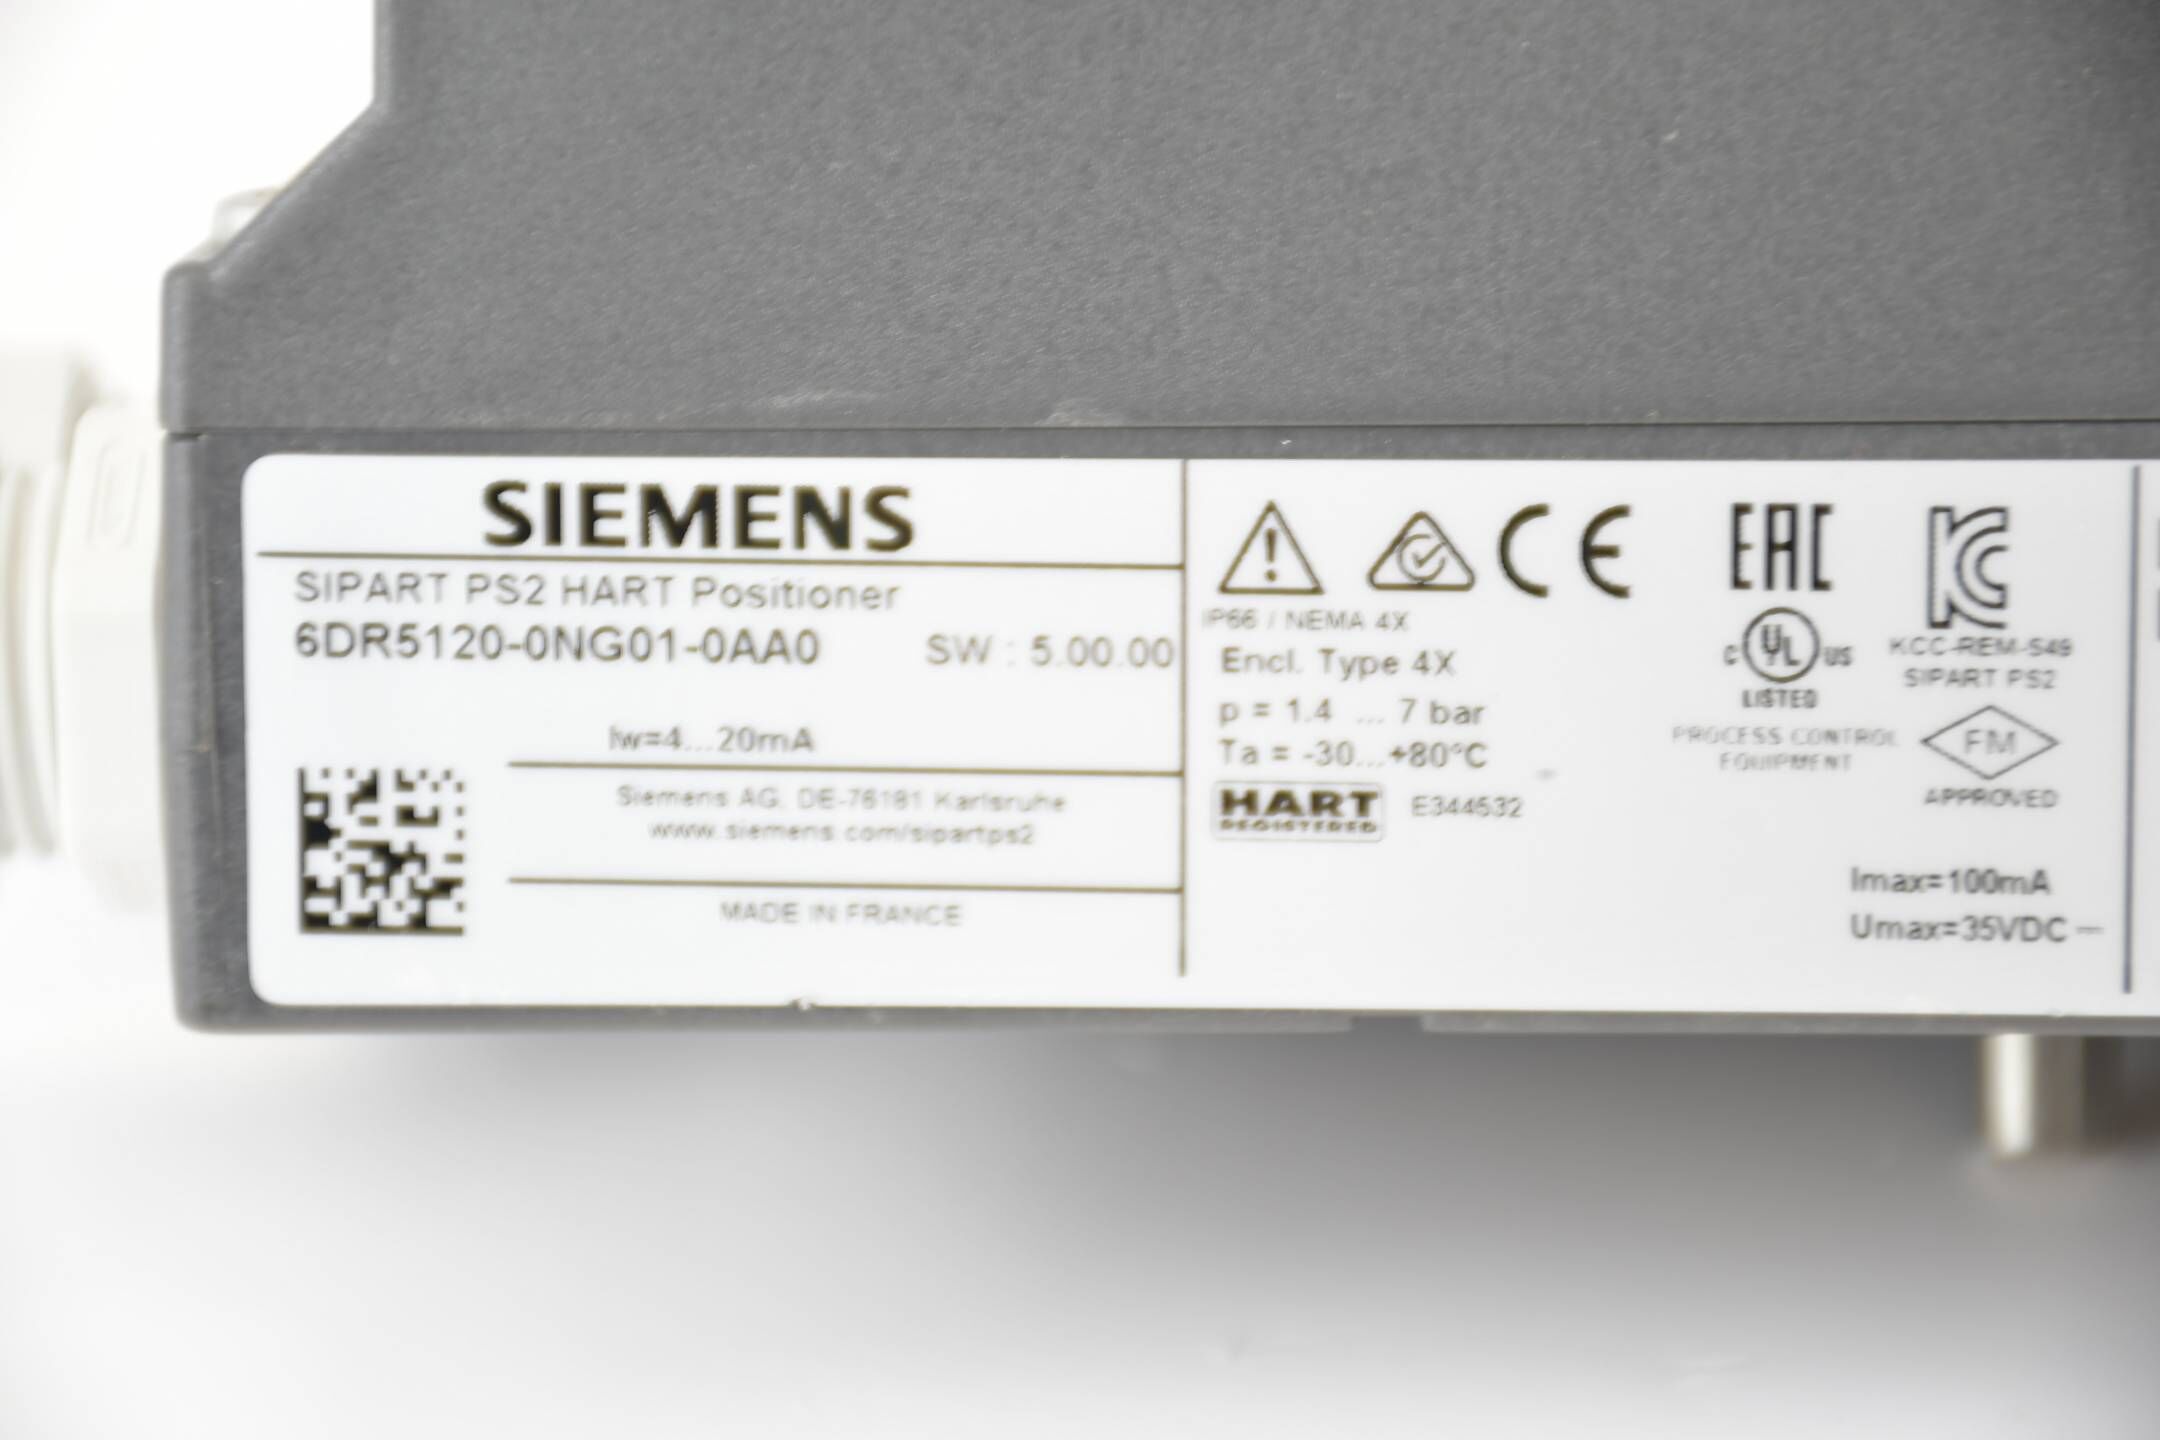 SIEMENS
SIPART PS2 HART Positioner
6DR5120-0NG01-0AA0 SW : 5.00.00
Iw=4...20mA
Siemens AG, DE-76181 Karlsruhe
www.siemens.com/sipartps2
MADE IN FRANCE
CE
IP66 / NEMA 4X
Encl. Type 4X
p = 1.4 ... 7 bar
Ta = -30...+80°C
HART
REGISTERED
E344532
EAC
C UL US
LISTED
PROCESS CONTROL
EQUIPMENT
KC
KCC-REM-S49
SIPART PS2
FM
APPROVED
Imax=100mA
Umax=35VDC